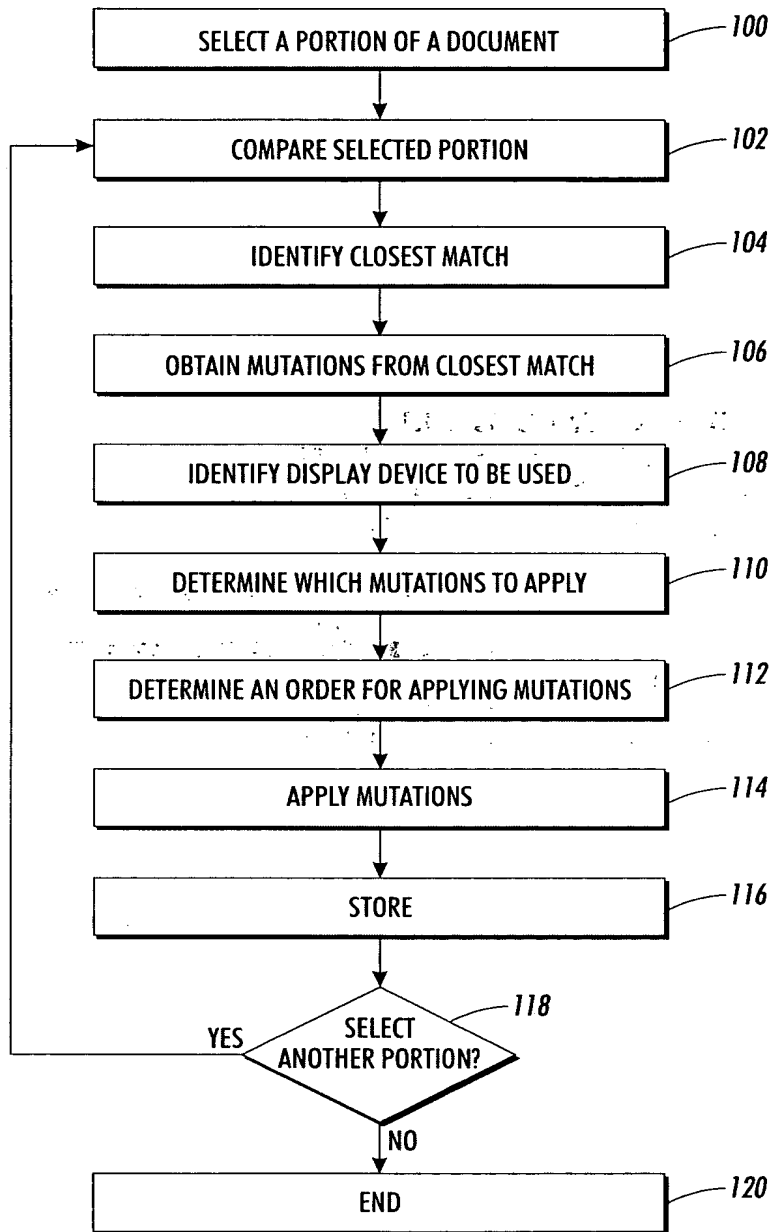 SELECT A PORTION OF A DOCUMENT 100
COMPARE SELECTED PORTION 102
IDENTIFY CLOSEST MATCH 104
OBTAIN MUTATIONS FROM CLOSEST MATCH 106
IDENTIFY DISPLAY DEVICE TO BE USED 108
DETERMINE WHICH MUTATIONS TO APPLY 110
DETERMINE AN ORDER FOR APPLYING MUTATIONS 112
APPLY MUTATIONS 114
STORE 116
118
YES
SELECT
ANOTHER PORTION?
NO
END 120